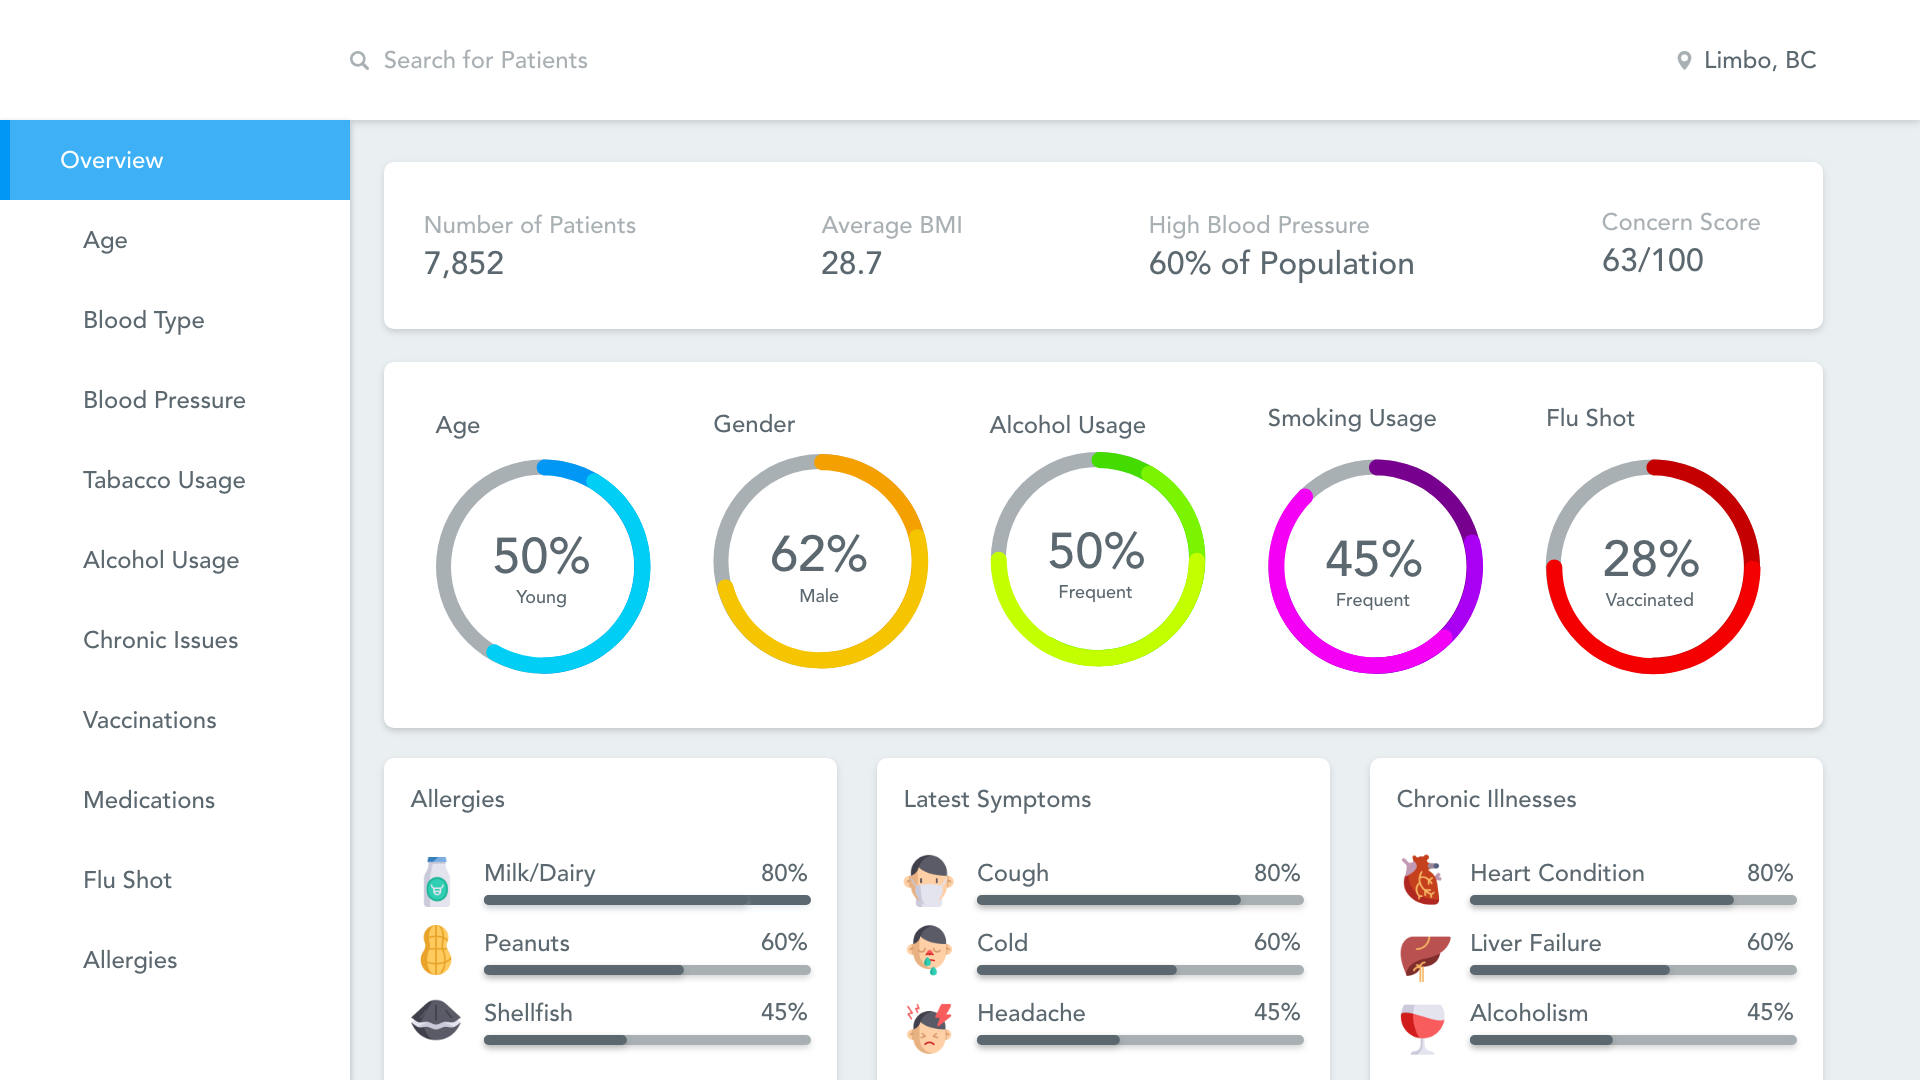 Search for Patients
Limbo, BC
Overview
Age
Blood Type
Blood Pressure
Tabacco Usage
Alcohol Usage
Chronic Issues
Vaccinations
Medications
Flu Shot
Allergies
Number of Patients
7,852
Average BMI
28.7
High Blood Pressure
60% of Population
Concern Score
63/100
Age
50%
Young
Gender
62%
Male
Alcohol Usage
50%
Frequent
Smoking Usage
45%
Frequent
Flu Shot
28%
Vaccinated
Allergies
Milk/Dairy 80%
Peanuts 60%
Shellfish 45%
Latest Symptoms
Cough 80%
Cold 60%
Headache 45%
Chronic Illnesses
Heart Condition 80%
Liver Failure 60%
Alcoholism 45%